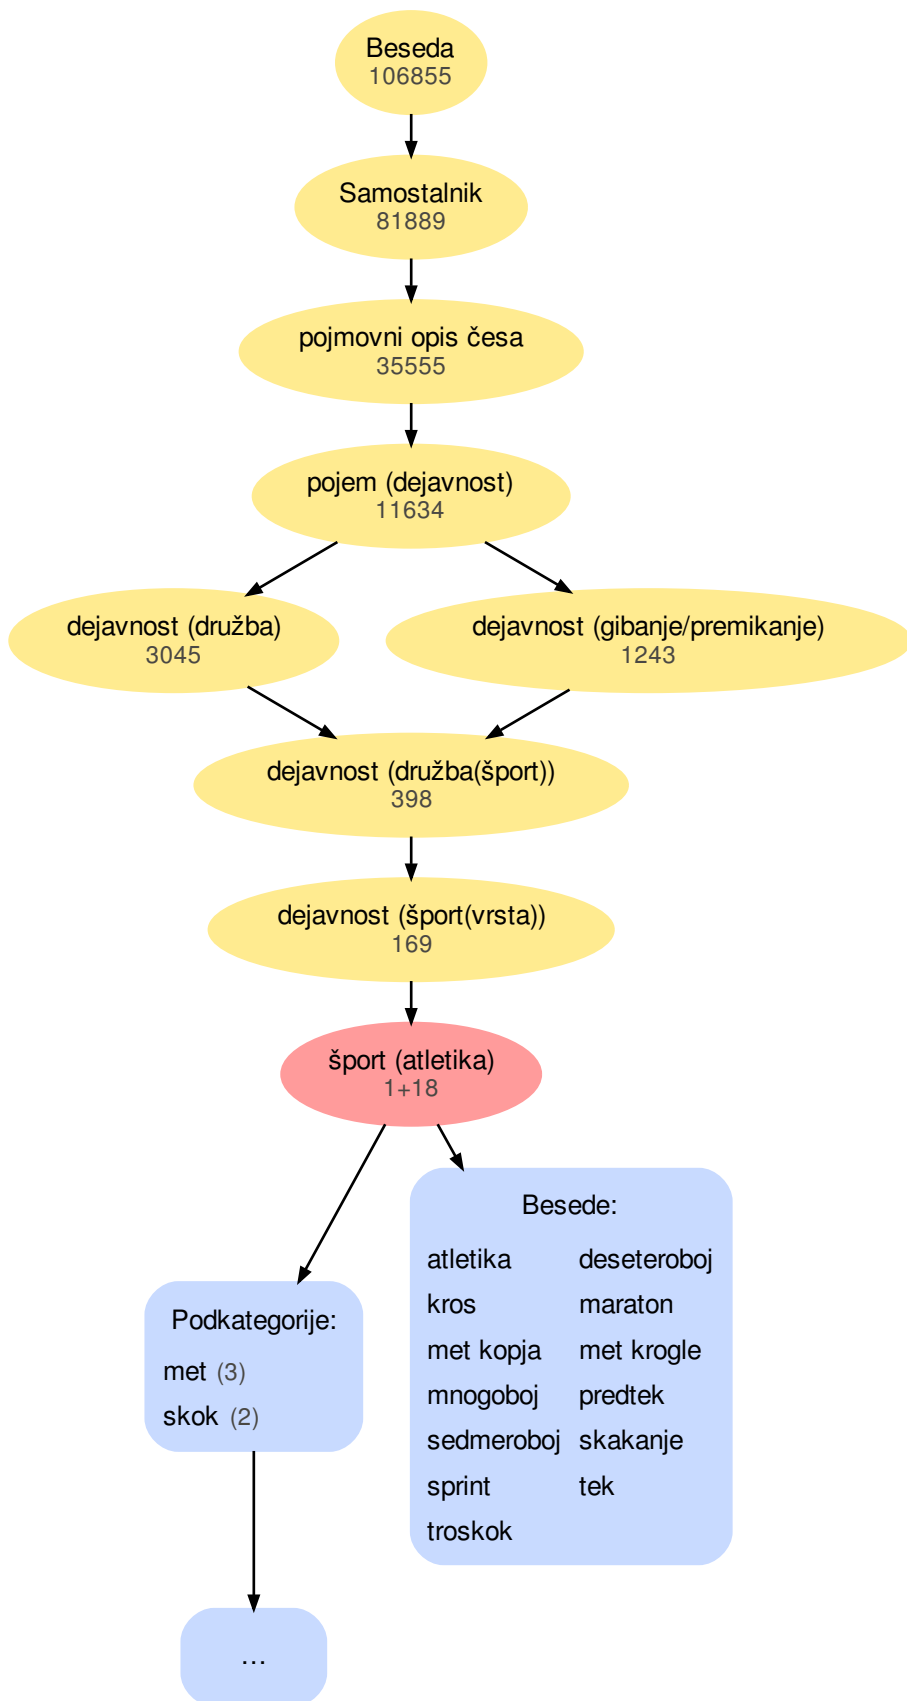 Beseda
106855
Samostalnik
81889
pojmovni opis česa
35555
pojem (dejavnost)
11634
dejavnost (družba)
3045
dejavnost (gibanje/premikanje)
1243
dejavnost (družba(šport))
398
dejavnost (šport(vrsta))
169
šport (atletika)
1+18
Podkategorije:
met (3)
skok (2)
...
Besede:
atletika deseteroboj
kros maraton
met kopja met krogle
mnogoboj predtek
sedmeroboj skakanje
sprint tek
troskok